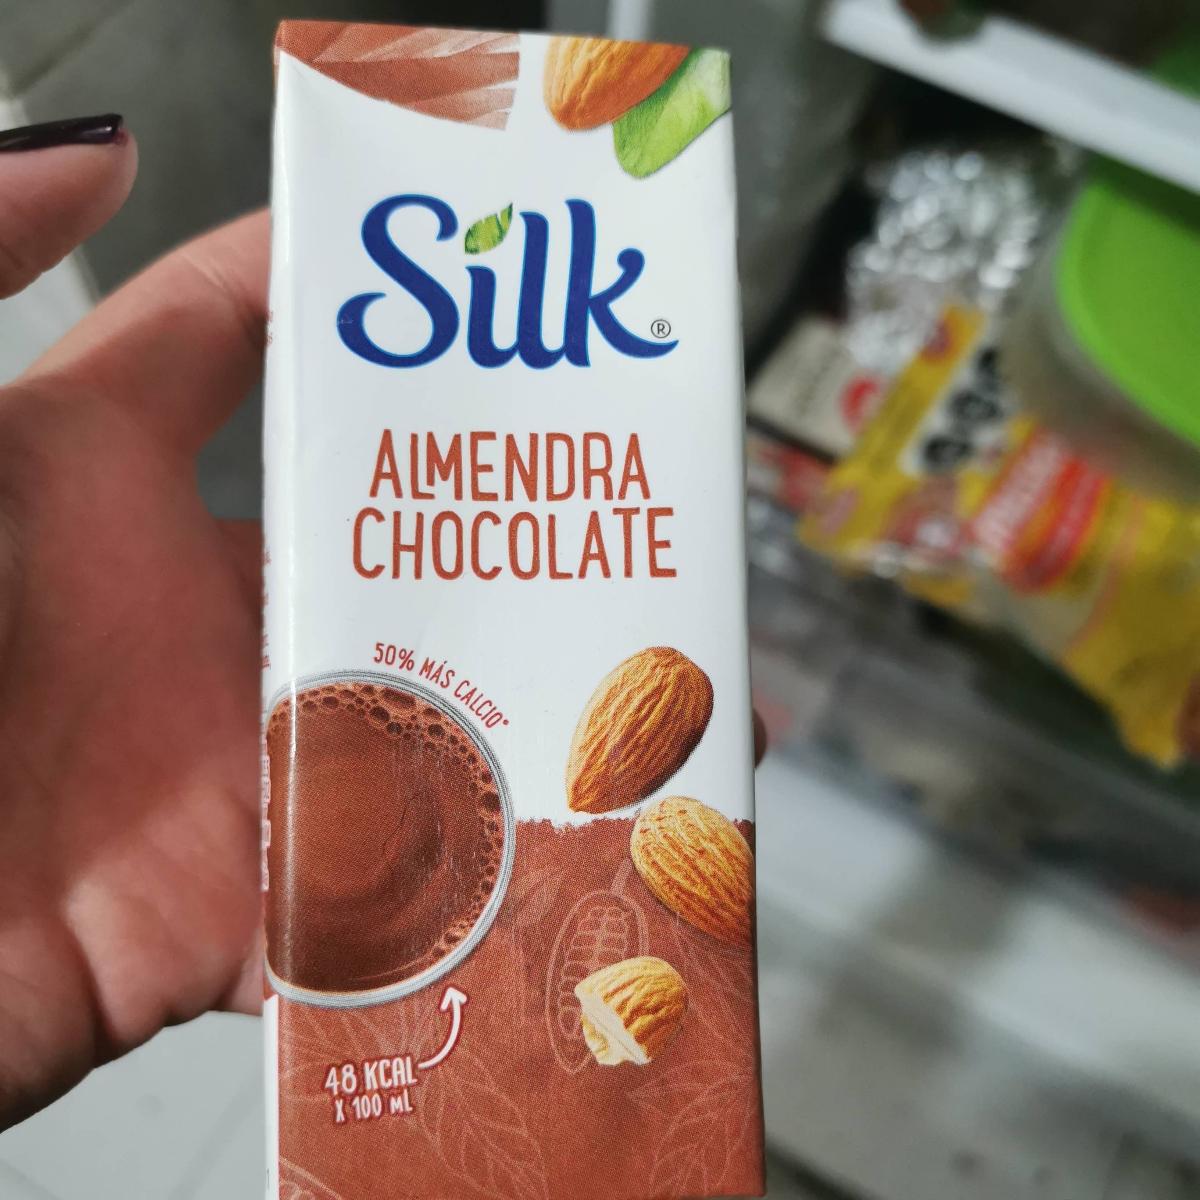 Silk®
ALMENDRA
CHOCOLATE
50% MÁS CALCIO*
48 KCAL
X 100 mL